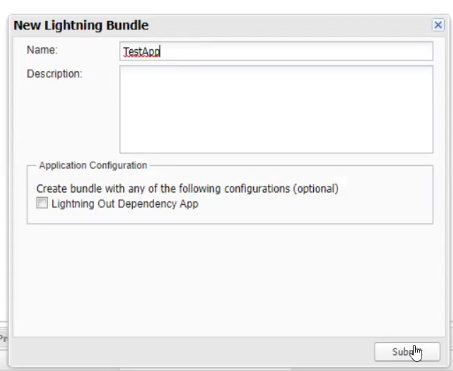 New Lightning Bundle
Name:
TestApp
Description:
Application Configuration
Create bundle with any of the following configurations (optional)
Lightning Out Dependency App
Pr